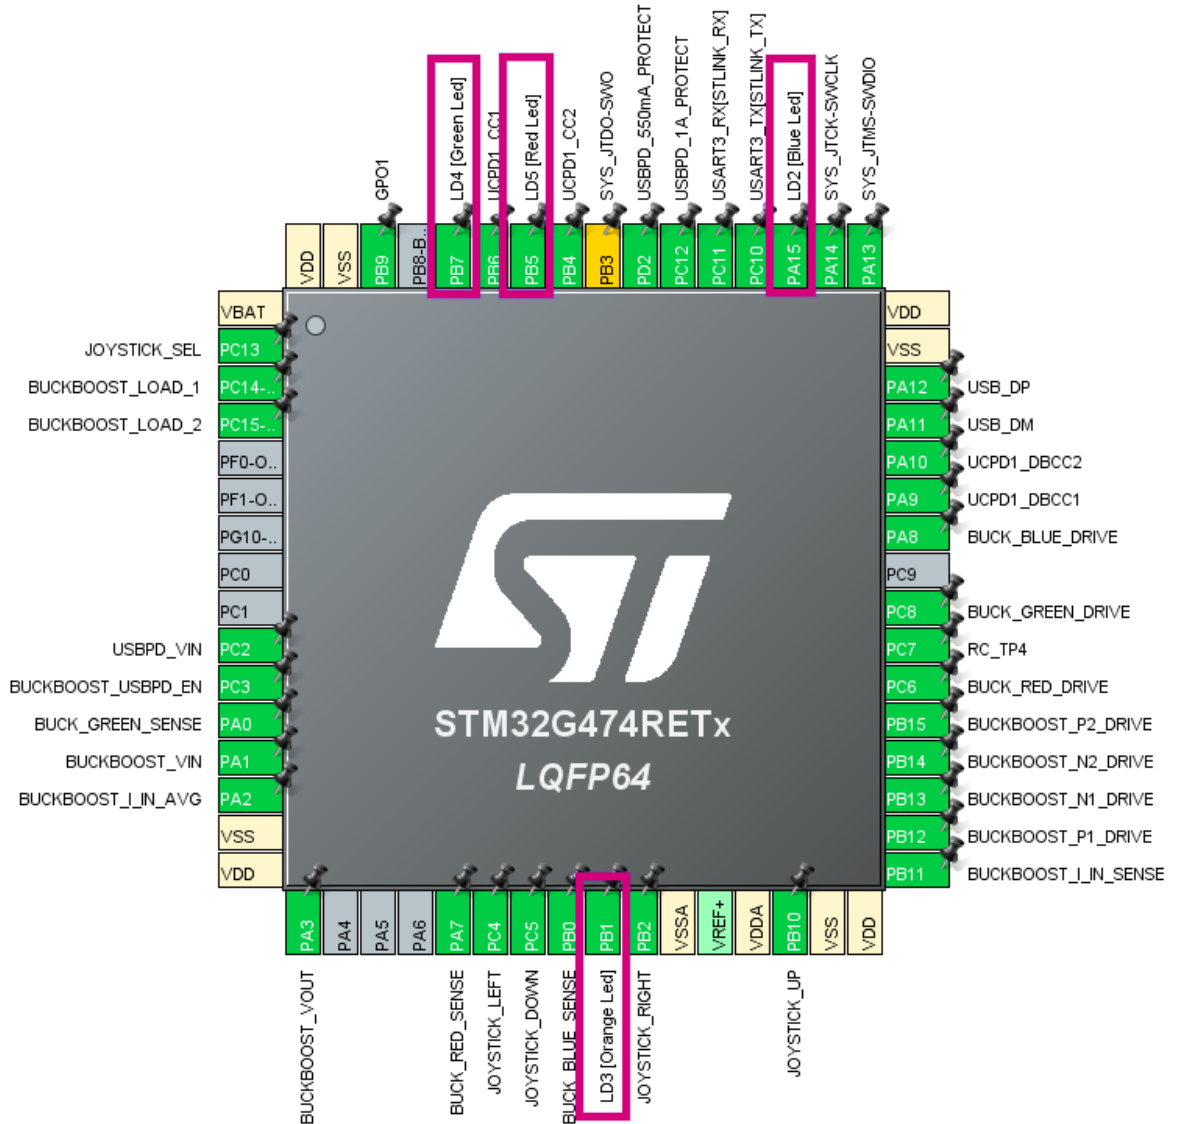 GPO1
LD4 [Green Led]
UCPD1_CC1
LD5 [Red Led]
UCPD1_CC2
SYS_JTDO-SWO
USBPD_550mA_PROTECT
USBPD_1A_PROTECT
USART3_RX[STLINK_RX]
USART3_TX[STLINK_TX]
LD2 [Blue Led]
SYS_JTCK-SWCLK
SYS_JTMS-SWDIO
VDD
VSS
PB9
PB8-B..
PB7
PB6
PB5
PB4
PB3
PD2
PC12
PC11
PC10
PA15
PA14
PA13
VBAT
JOYSTICK_SEL PC13
BUCKBOOST_LOAD_1 PC14-..
BUCKBOOST_LOAD_2 PC15-..
PF0-O..
PF1-O..
PG10-..
PC0
PC1
USBPD_VIN PC2
BUCKBOOST_USBPD_EN PC3
BUCK_GREEN_SENSE PA0
BUCKBOOST_VIN PA1
BUCKBOOST_I_IN_AVG PA2
VSS
VDD
STM32G474RETx
LQFP64
VDD
VSS
PA12 USB_DP
PA11 USB_DM
PA10 UCPD1_DBCC2
PA9 UCPD1_DBCC1
PA8 BUCK_BLUE_DRIVE
PC9
PC8 BUCK_GREEN_DRIVE
PC7 RC_TP4
PC6 BUCK_RED_DRIVE
PB15 BUCKBOOST_P2_DRIVE
PB14 BUCKBOOST_N2_DRIVE
PB13 BUCKBOOST_N1_DRIVE
PB12 BUCKBOOST_P1_DRIVE
PB11 BUCKBOOST_I_IN_SENSE
PA3
PA4
PA5
PA6
PA7
PC4
PC5
PB0
PB1
PB2
VSSA
VREF+
VDDA
PB10
VSS
VDD
BUCKBOOST_VOUT
BUCK_RED_SENSE
JOYSTICK_LEFT
JOYSTICK_DOWN
BUCK_BLUE_SENSE
LD3 [Orange Led]
JOYSTICK_RIGHT
JOYSTICK_UP